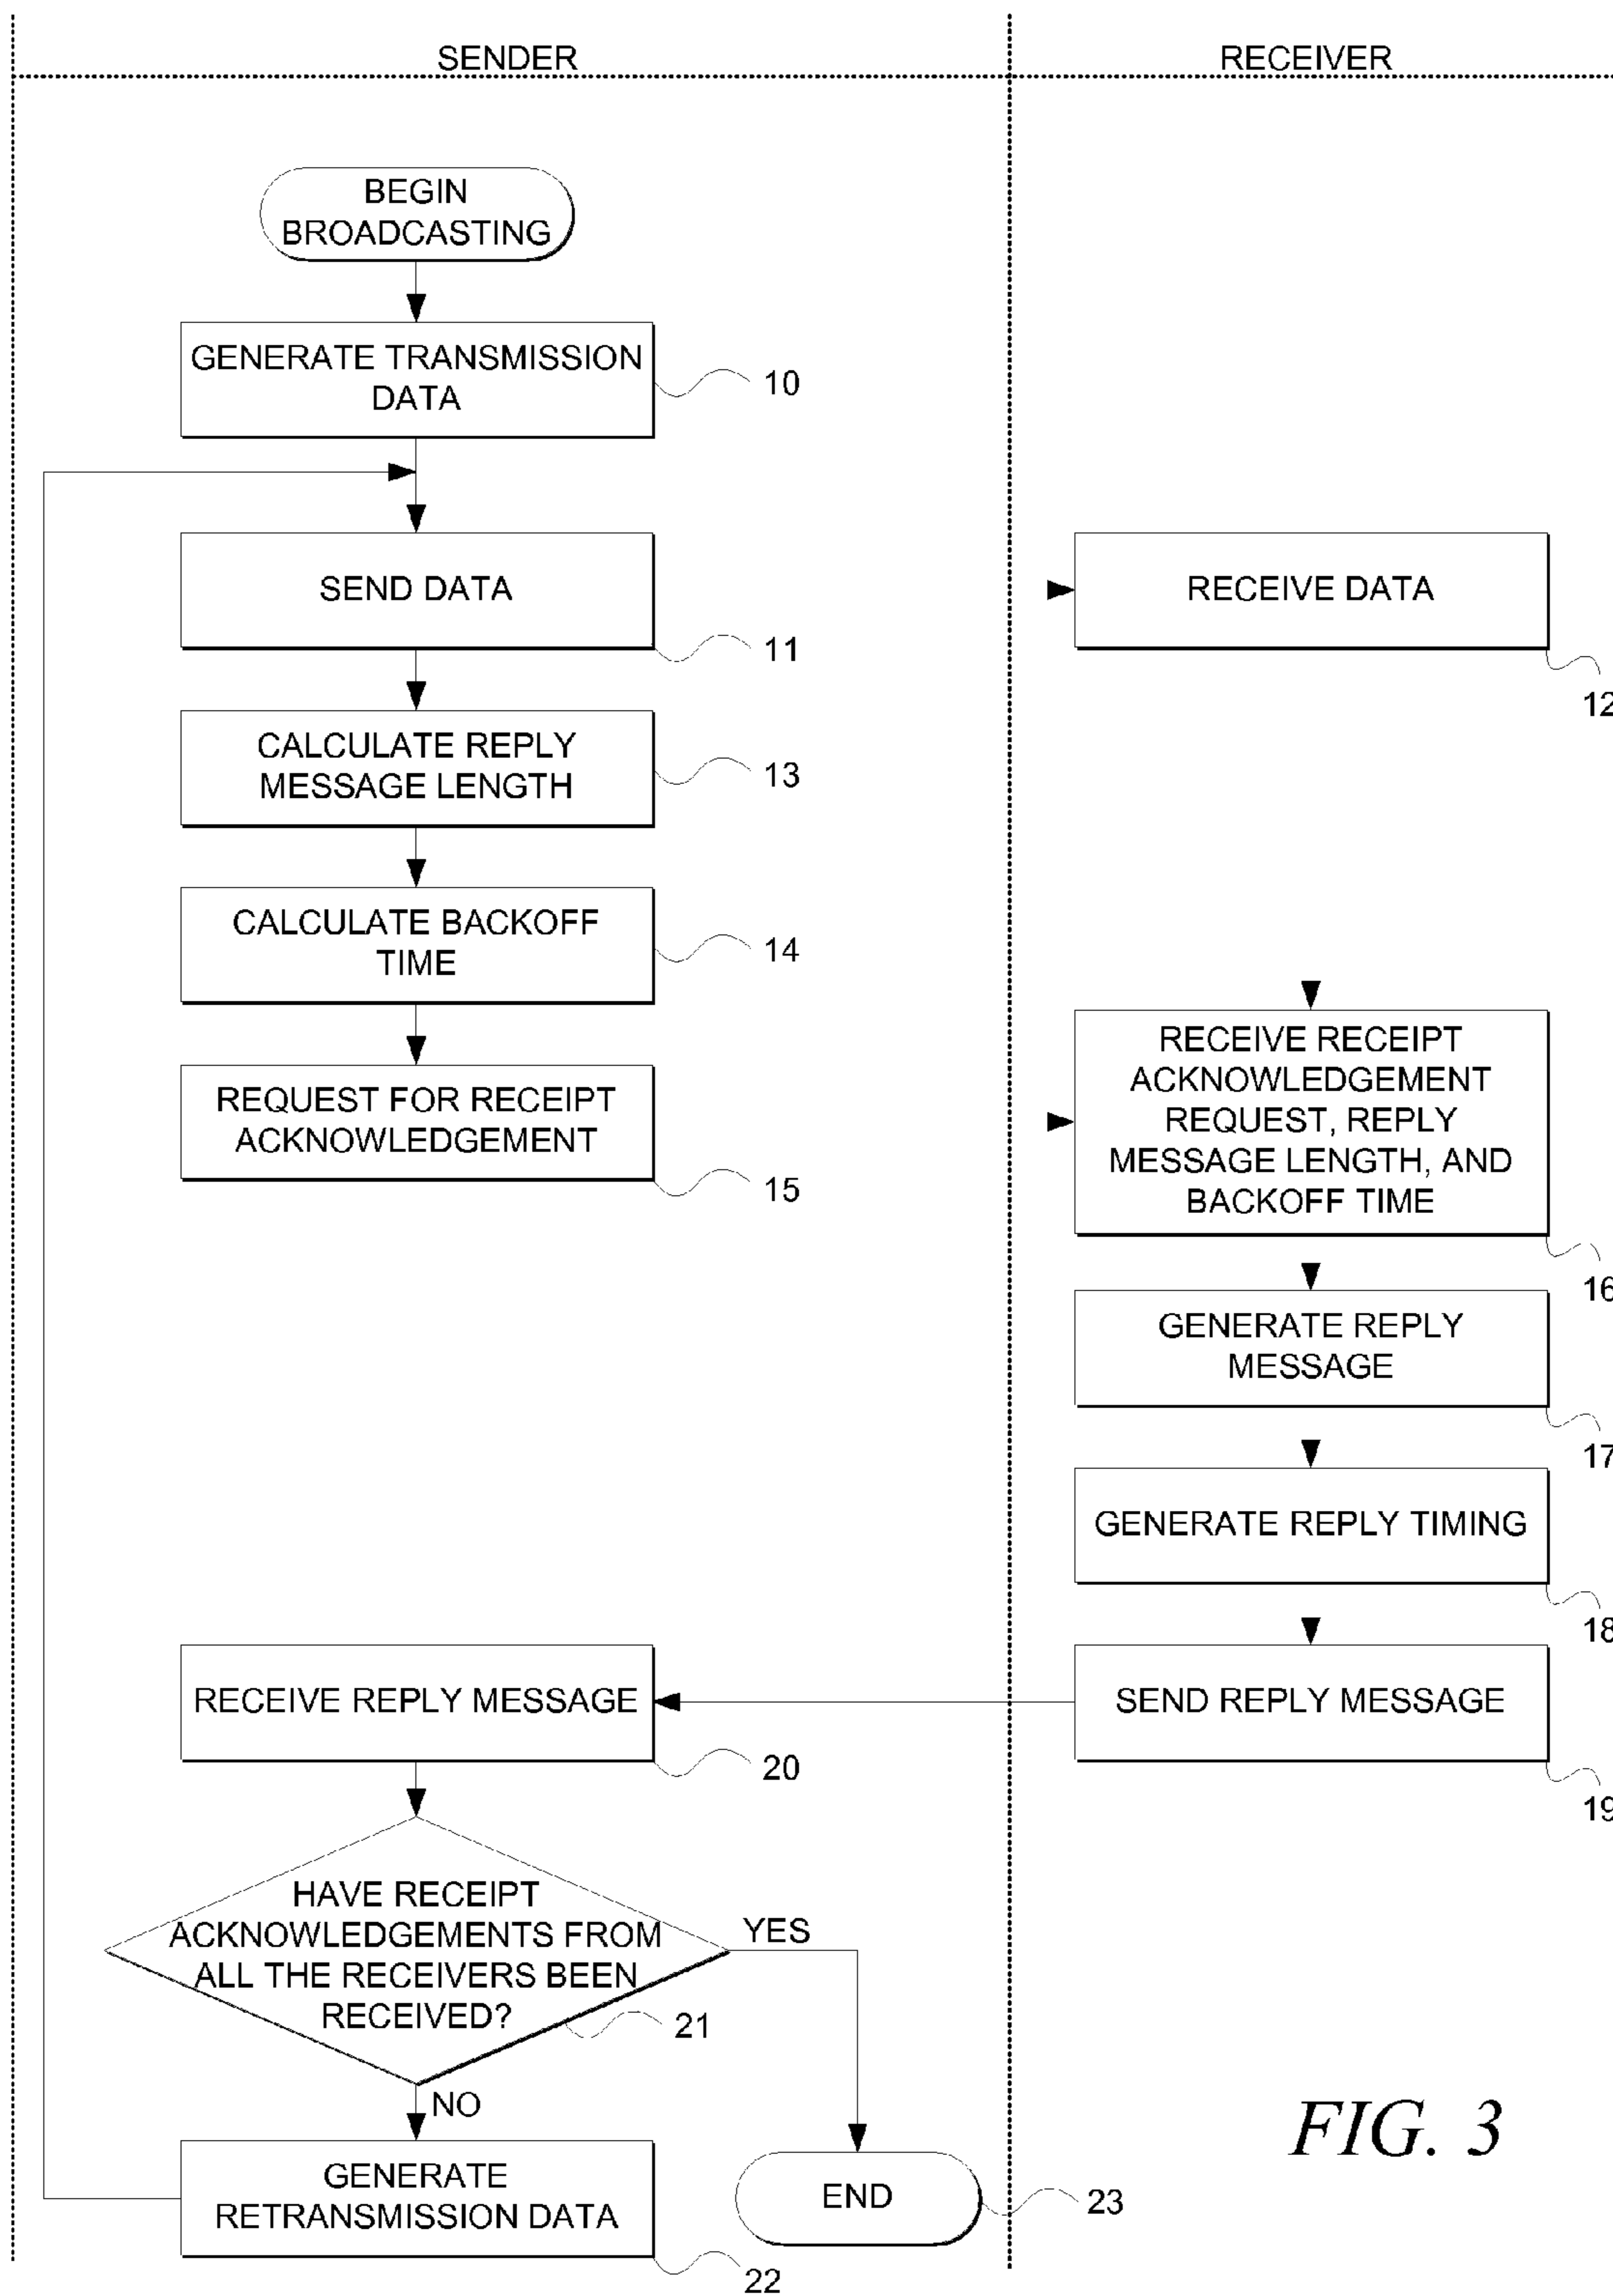 SENDER
RECEIVER
BEGIN
BROADCASTING
GENERATE TRANSMISSION
DATA
10
SEND DATA
11
RECEIVE DATA
12
CALCULATE REPLY
MESSAGE LENGTH
13
CALCULATE BACKOFF
TIME
14
REQUEST FOR RECEIPT
ACKNOWLEDGEMENT
15
RECEIVE RECEIPT
ACKNOWLEDGEMENT
REQUEST, REPLY
MESSAGE LENGTH, AND
BACKOFF TIME
16
GENERATE REPLY
MESSAGE
17
GENERATE REPLY TIMING
18
RECEIVE REPLY MESSAGE
20
SEND REPLY MESSAGE
19
HAVE RECEIPT
ACKNOWLEDGEMENTS FROM
ALL THE RECEIVERS BEEN
RECEIVED?
21
YES
NO
GENERATE
RETRANSMISSION DATA
22
END
23
FIG. 3